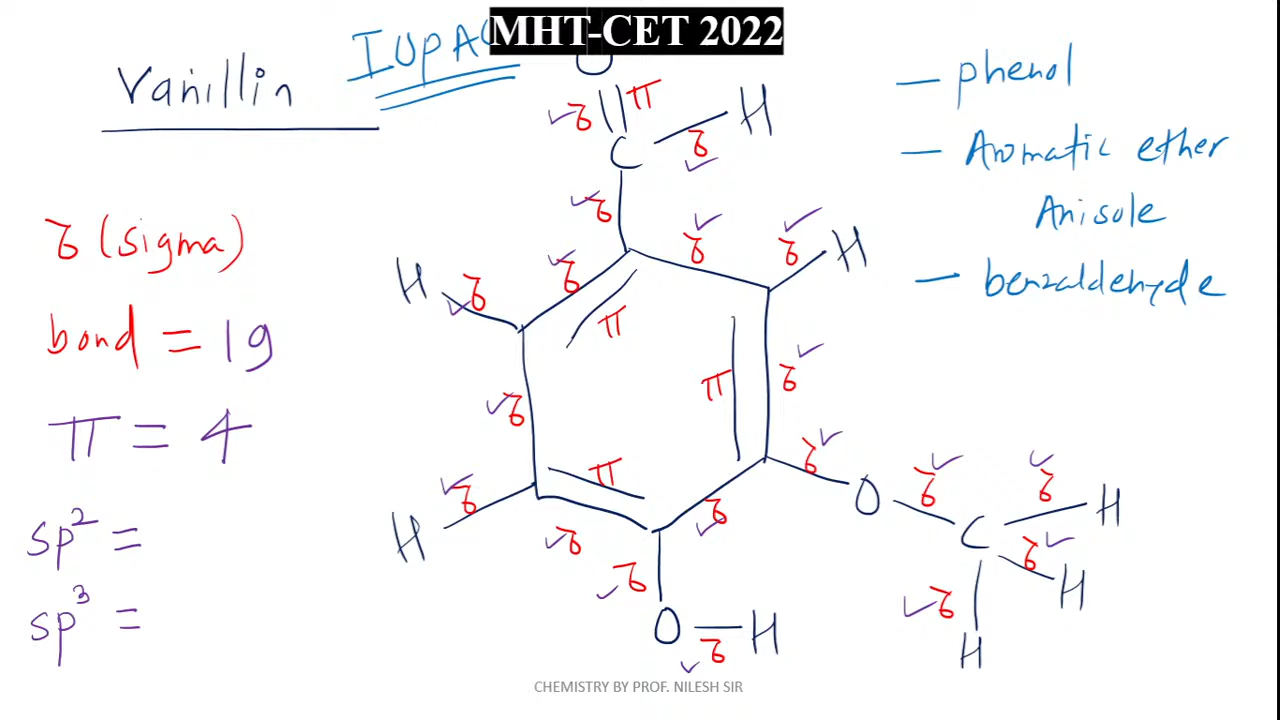 MHT-CET 2022
Vanillin
IUPAC
– phenol
– Aromatic ether
Anisole
– benzaldehyde
σ (sigma)
bond = 19
π = 4
sp² =
sp³ =
O
σ π H
C σ
σ
σ σ H
H σ σ
π
π σ
σ
π σ
σ O σ σ H
H σ σ C σ H
σ σ H
O σ H
CHEMISTRY BY PROF. NILESH SIR